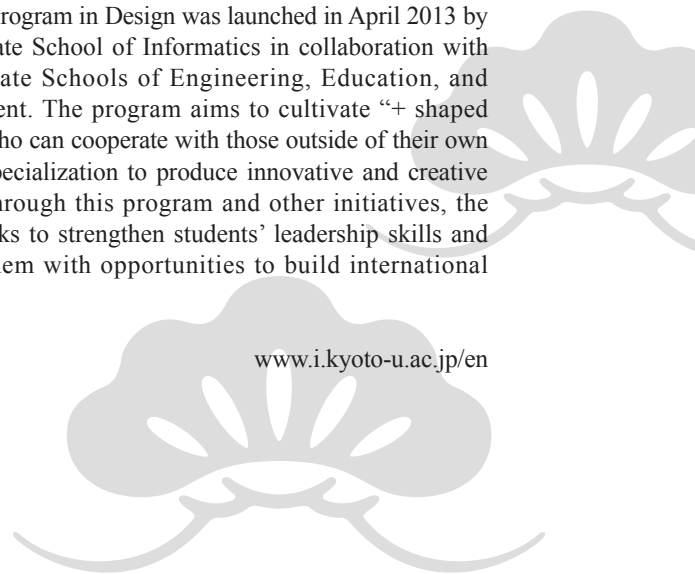 rogram in Design was launched in April 2013 by
ate School of Informatics in collaboration with
ate Schools of Engineering, Education, and
ent. The program aims to cultivate “+ shaped
ho can cooperate with those outside of their own
pecialization to produce innovative and creative
hrough this program and other initiatives, the
ks to strengthen students’ leadership skills and
em with opportunities to build international
www.i.kyoto-u.ac.jp/en